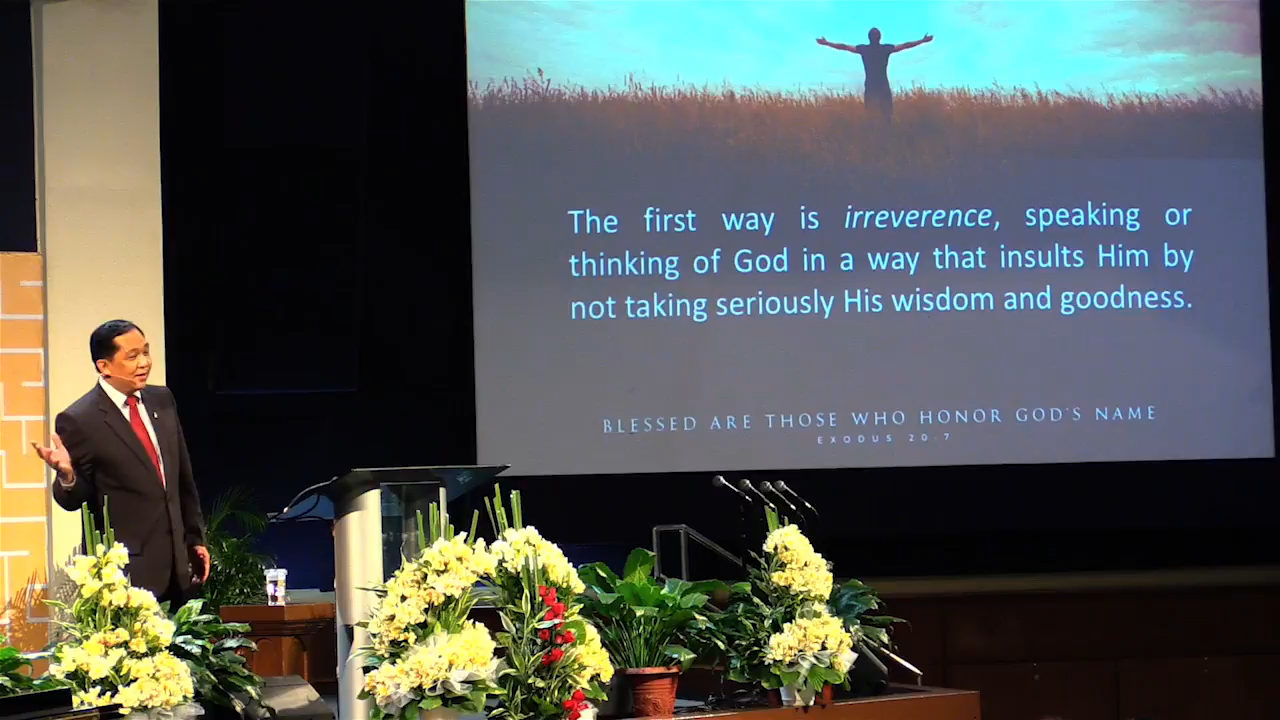 The first way is irreverence, speaking or
thinking of God in a way that insults Him by
not taking seriously His wisdom and goodness.
BLESSED ARE THOSE WHO HONOR GOD'S NAME
EXODUS 20:7